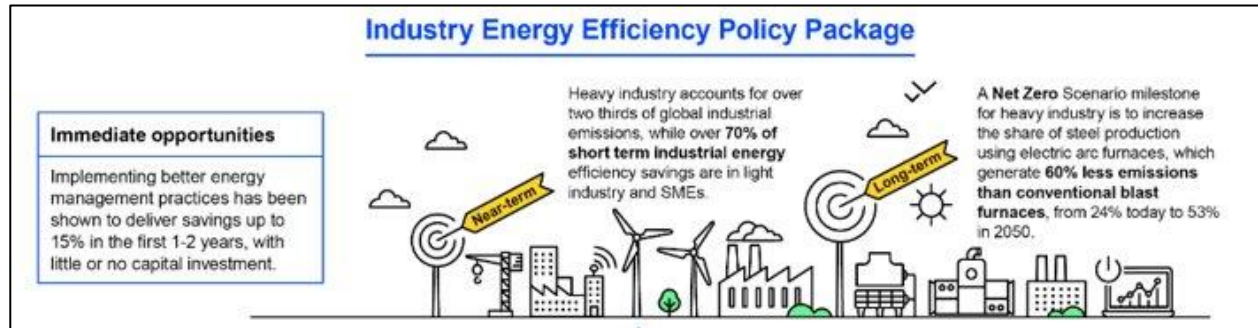 Industry Energy Efficiency Policy Package
Immediate opportunities
Implementing better energy
management practices has been
shown to deliver savings up to
15% in the first 1-2 years, with
little or no capital investment.
Near-term
Heavy industry accounts for over
two thirds of global industrial
emissions, while over 70% of
short term industrial energy
efficiency savings are in light
industry and SMEs.
Long-term
A Net Zero Scenario milestone
for heavy industry is to increase
the share of steel production
using electric arc furnaces, which
generate 60% less emissions
than conventional blast
furnaces, from 24% today to 53%
in 2050.